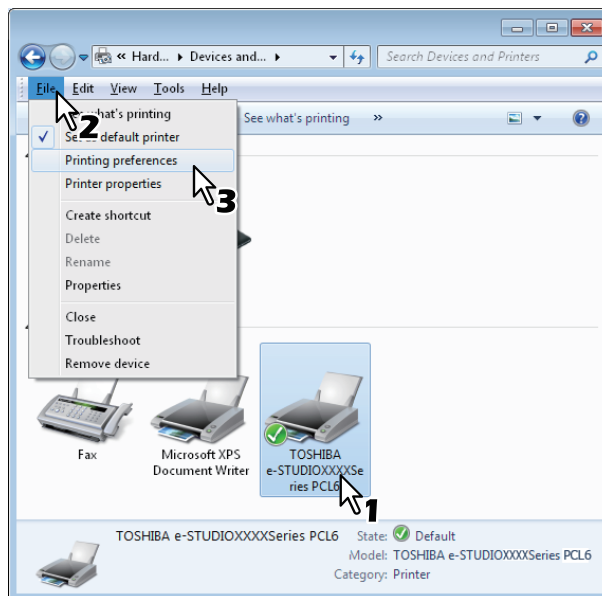 « Hard... ▸ Devices and... ▸ Search Devices and Printers
File Edit View Tools Help
2
See what's printing »
what's printing
✓ Set as default printer
Printing preferences
3
Printer properties
Create shortcut
Delete
Rename
Properties
Close
Troubleshoot
Remove device
Fax
Microsoft XPS
Document Writer
TOSHIBA
e-STUDIOXXXXSe
ries PCL6
1
TOSHIBA e-STUDIOXXXXSeries PCL6 State: Default
Model: TOSHIBA e-STUDIOXXXXSeries PCL6
Category: Printer